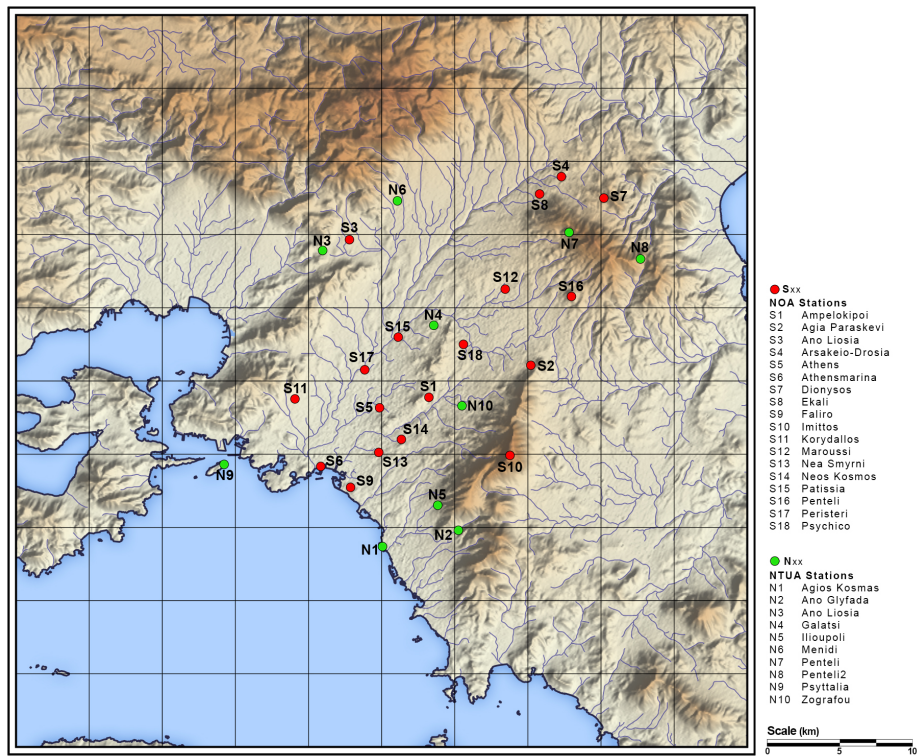 S4
S8
S7
N6
S3
N3
N7
N8
S12
S16
N4
S15
S18
S17
S2
S11
S1
S5
N10
S14
S13
S10
S6
N9
S9
N5
N2
N1
Sxx
NOA Stations
S1 Ampelokipoi
S2 Agia Paraskevi
S3 Ano Liosia
S4 Arsakeio-Drosia
S5 Athens
S6 Athensmarina
S7 Dionysos
S8 Ekali
S9 Faliro
S10 Imittos
S11 Korydallos
S12 Maroussi
S13 Nea Smyrni
S14 Neos Kosmos
S15 Patissia
S16 Penteli
S17 Peristeri
S18 Psychico
Nxx
NTUA Stations
N1 Agios Kosmas
N2 Ano Glyfada
N3 Ano Liosia
N4 Galatsi
N5 Ilioupoli
N6 Menidi
N7 Penteli
N8 Penteli2
N9 Psyttalia
N10 Zografou
Scale (km)
0 5 10